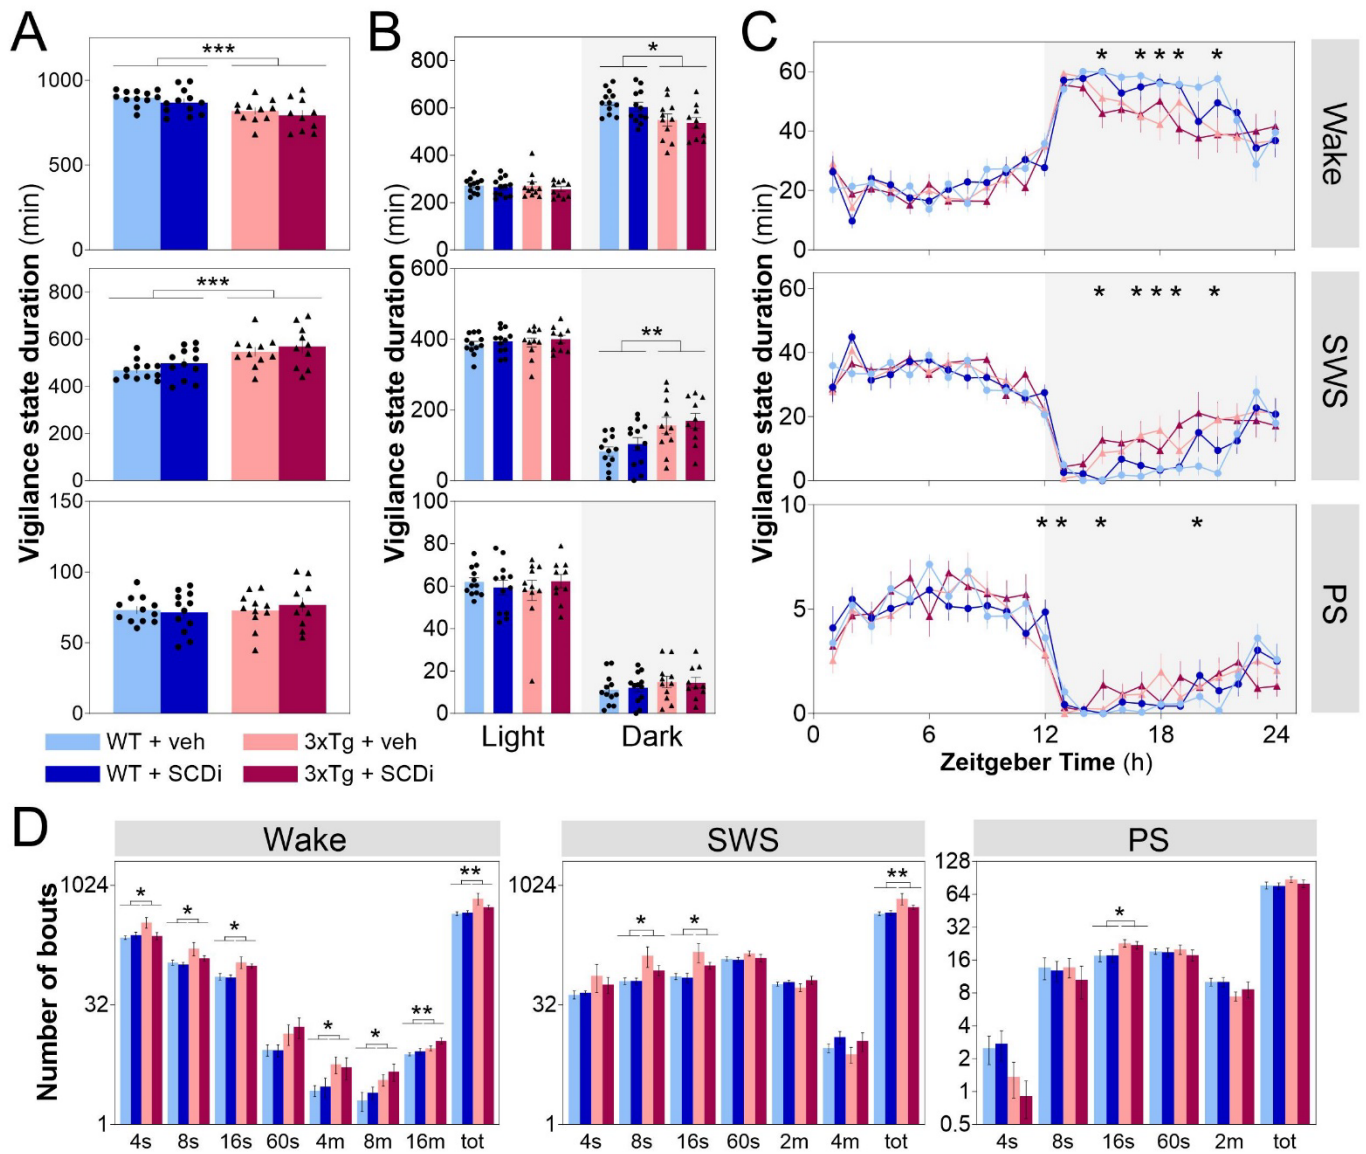 A
B
C
Vigilance state duration (min)
1000
500
0
***
800
600
400
200
0
***
150
100
50
0
Vigilance state duration (min)
800
600
400
200
0
*
600
400
200
0
**
100
80
60
40
20
0
Light
Dark
Vigilance state duration (min)
60
40
20
0
* * * * *
Wake
60
40
20
0
* * * * *
SWS
10
5
0
* * * *
PS
0 6 12 18 24
Zeitgeber Time (h)
WT + veh
3xTg + veh
WT + SCDi
3xTg + SCDi
D
Number of bouts
Wake
1024
32
1
* * * * * ** **
4s 8s 16s 60s 4m 8m 16m tot
SWS
1024
32
1
* * **
4s 8s 16s 60s 2m 4m tot
PS
128
64
32
16
8
4
2
1
0.5
*
4s 8s 16s 60s 2m tot